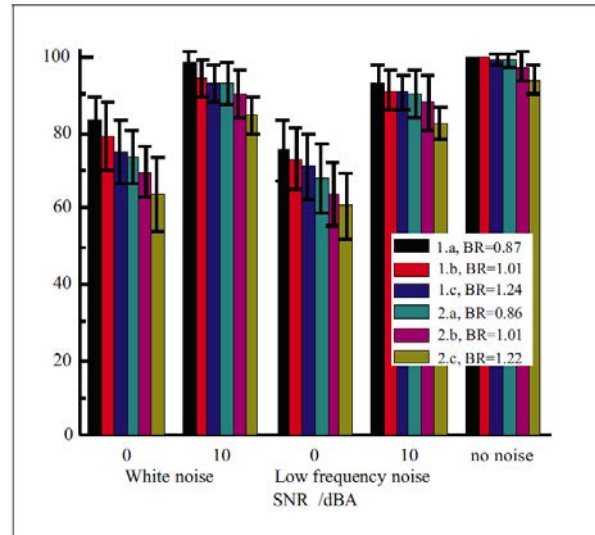 100
80
60
40
20
0
1.a, BR=0.87
1.b, BR=1.01
1.c, BR=1.24
2.a, BR=0.86
2.b, BR=1.01
2.c, BR=1.22
0 10 0 10 no noise
White noise Low frequency noise
SNR /dBA